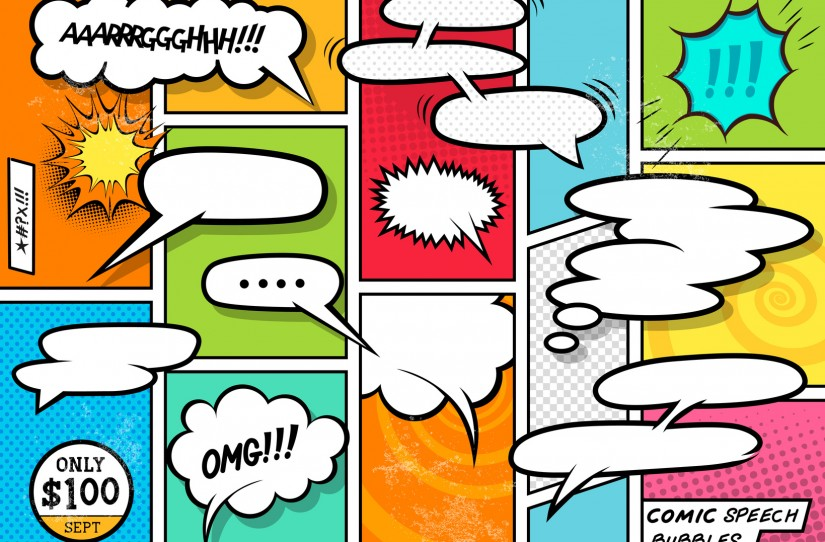 AAARRRGGGHHH!!!
!!!
*#?X!!!
....
OMG!!!
ONLY
$100
SEPT
COMIC SPEECH
BUBBLES